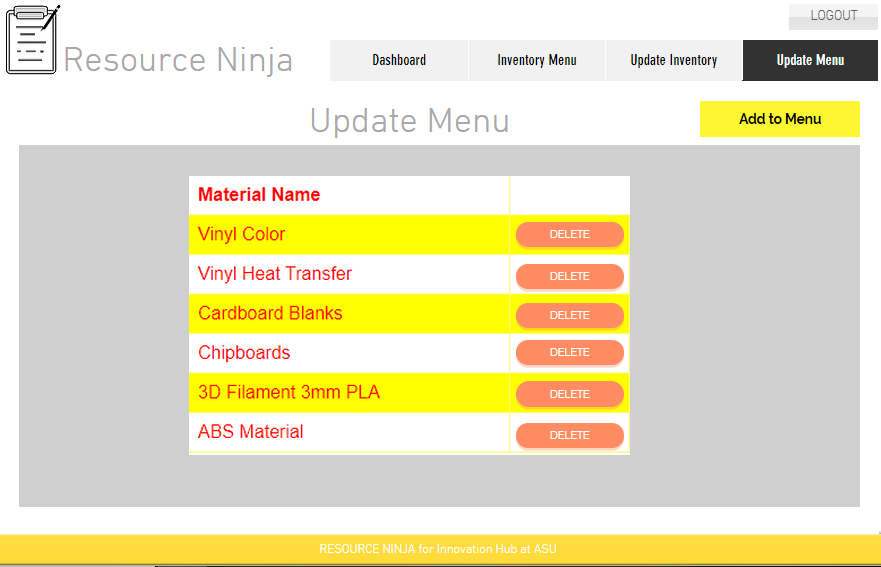 LOGOUT
Resource Ninja
Dashboard
Inventory Menu
Update Inventory
Update Menu
Update Menu
Add to Menu
Material Name
Vinyl Color
DELETE
Vinyl Heat Transfer
DELETE
Cardboard Blanks
DELETE
Chipboards
DELETE
3D Filament 3mm PLA
DELETE
ABS Material
DELETE
RESOURCE NINJA for Innovation Hub at ASU